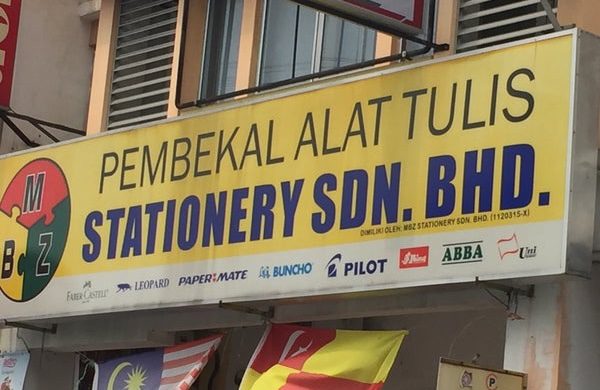 PEMBEKAL ALAT TULIS
STATIONERY SDN. BHD.
DIMILIKI OLEH: MBZ STATIONERY SDN. BHD. (1120315-X)
M
B Z
FABER-CASTELL LEOPARD PAPER MATE BUNCHO PILOT ABBA Uni
P